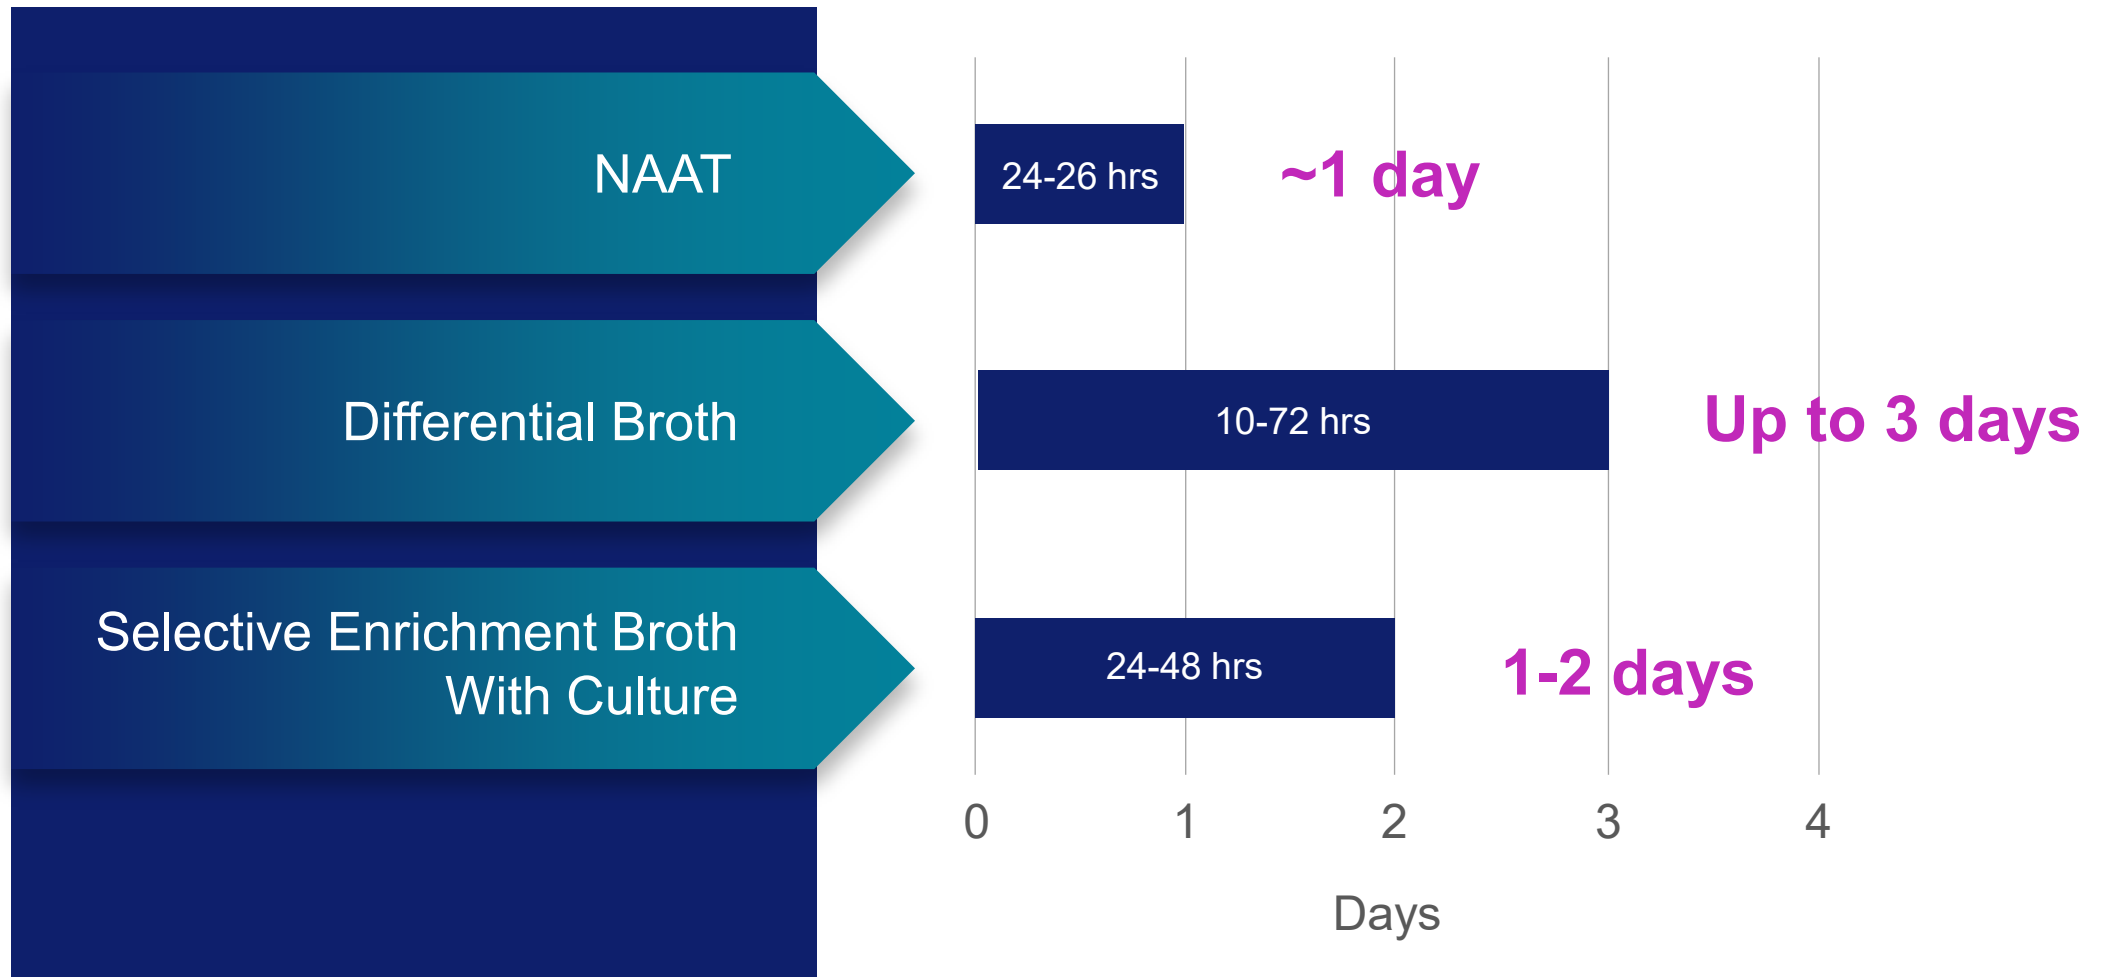 NAAT
24-26 hrs
~1 day
Differential Broth
10-72 hrs
Up to 3 days
Selective Enrichment Broth
With Culture
24-48 hrs
1-2 days
0 1 2 3 4
Days